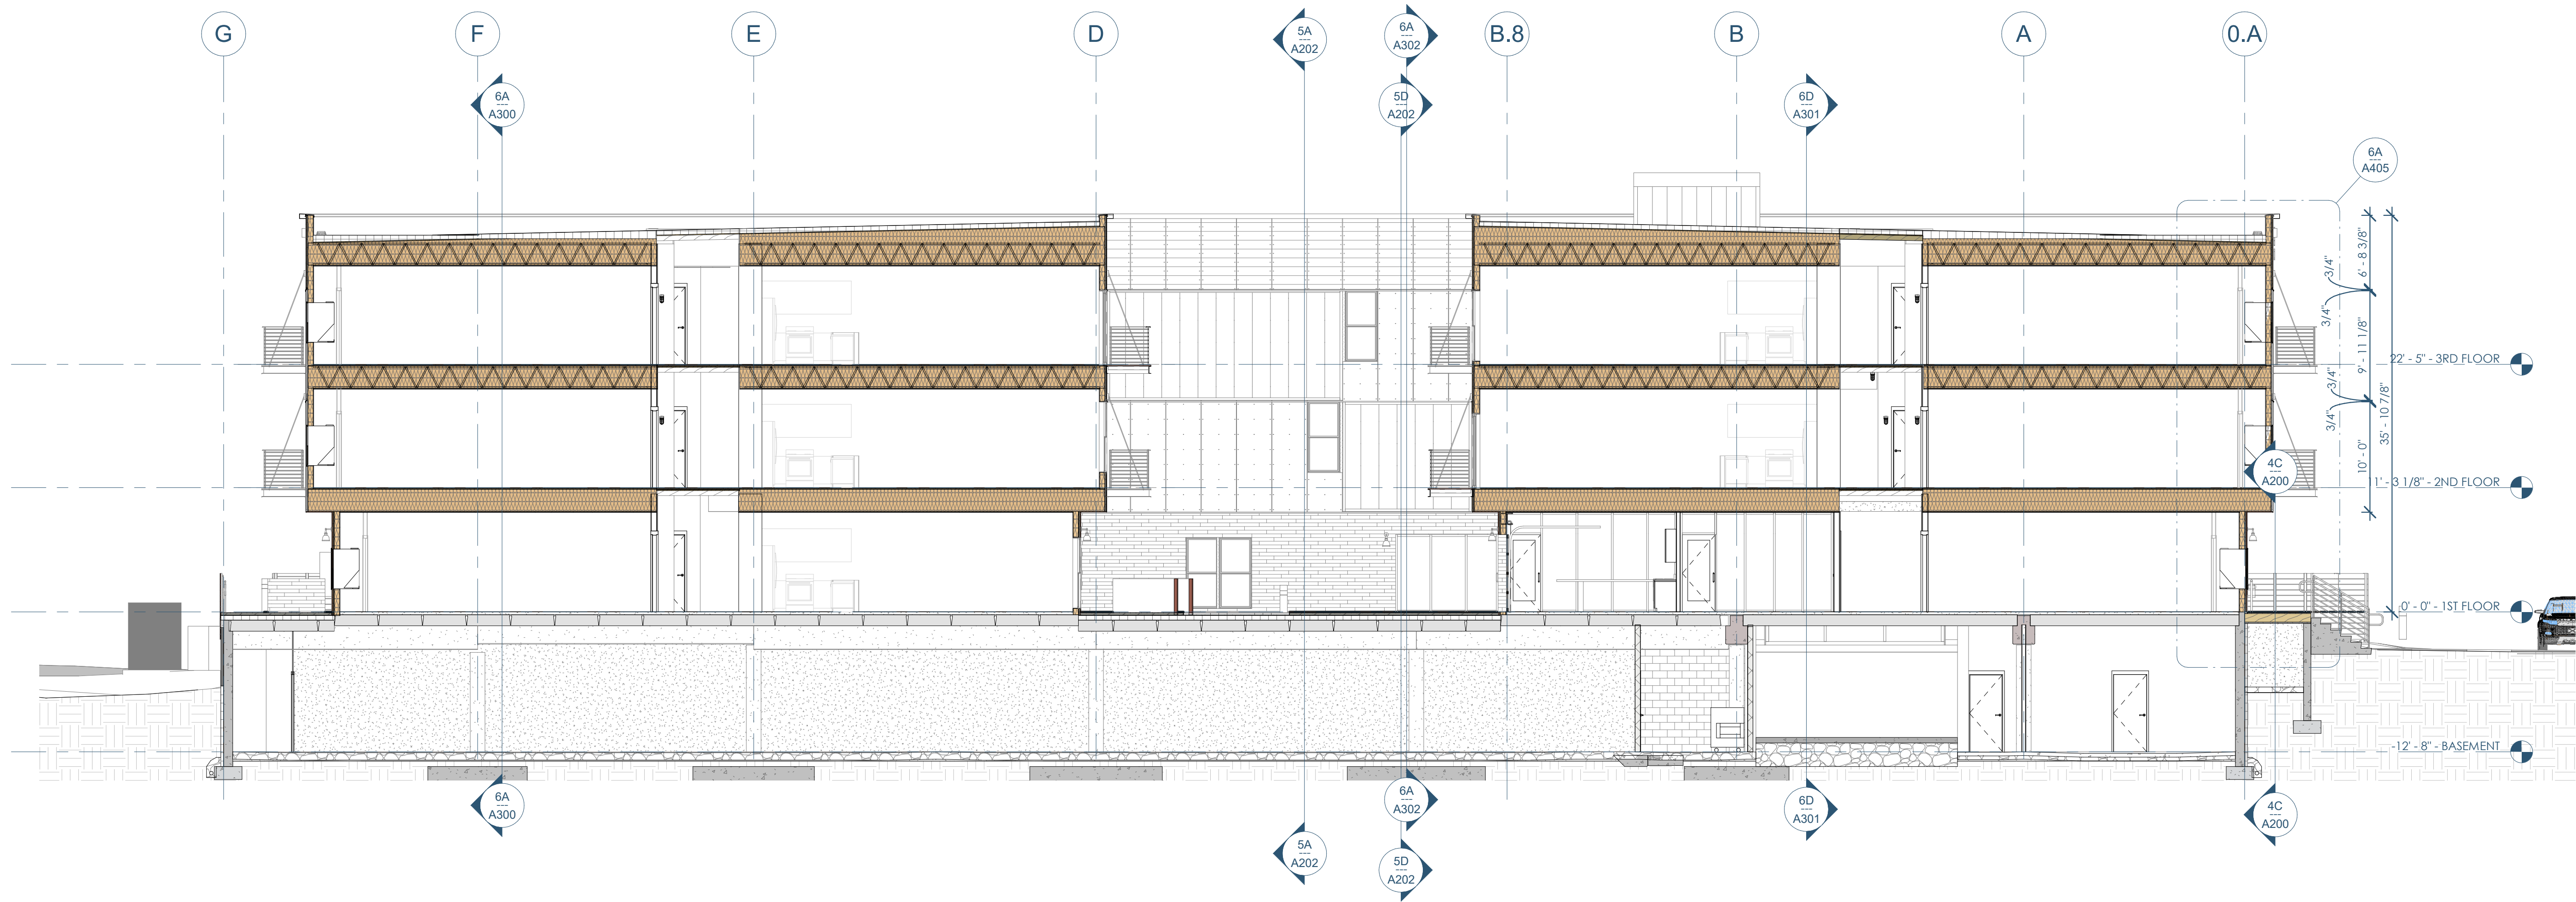 G
F
E
D
B.8
B
A
0.A
5A
---
A202
6A
---
A302
6A
---
A300
5D
---
A202
6D
---
A301
6A
---
A405
6' - 8 3/8"
3/4"
3/4"
9' - 11 1/8"
22' - 5" - 3RD FLOOR
3/4"
3/4"
35' - 10 7/8"
10' - 0"
4C
---
A200
11' - 3 1/8" - 2ND FLOOR
0' - 0" - 1ST FLOOR
-12' - 8" - BASEMENT
6A
---
A300
6A
---
A302
6D
---
A301
4C
---
A200
5A
---
A202
5D
---
A202